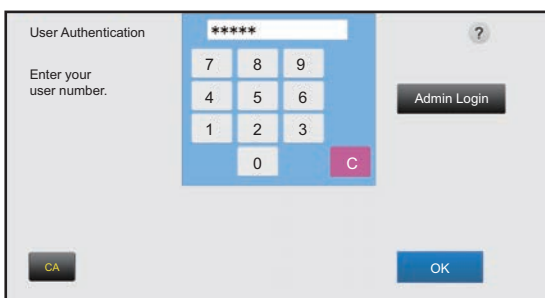 User Authentication
*****
?
Enter your
user number.
7 8 9
4 5 6
1 2 3
0 C
Admin Login
CA
OK